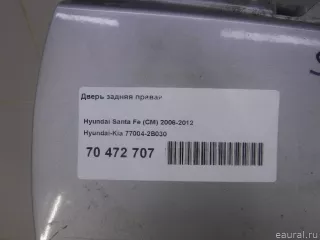 Дверь задняя правая
Hyundai Santa Fe (CM) 2006-2012
Hyundai-Kia 77004-2B030
70 472 707
eaural.ru